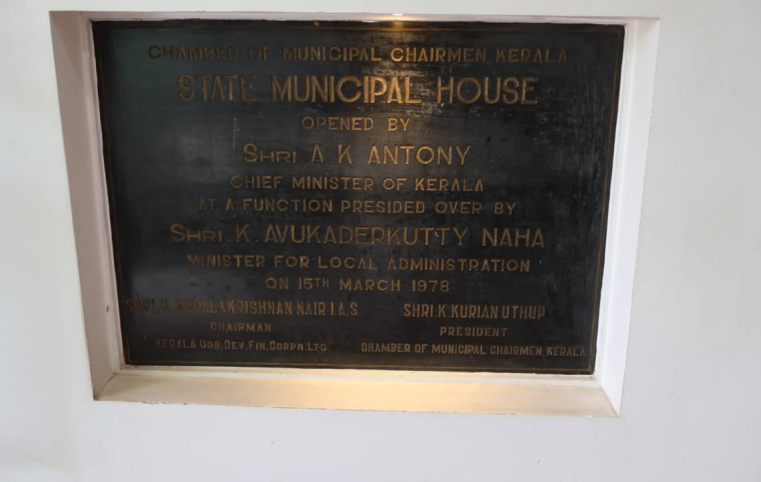 CHAMBER OF MUNICIPAL CHAIRMEN, KERALA
STATE MUNICIPAL HOUSE
OPENED BY
SHRI. A. K. ANTONY
CHIEF MINISTER OF KERALA
AT A FUNCTION PRESIDED OVER BY
SHRI. K. AVUKADERKUTTY NAHA
MINISTER FOR LOCAL ADMINISTRATION
ON 15TH MARCH 1978
SHRI. GOPALAKRISHNAN NAIR I.A.S. SHRI. K. KURIAN UTHUP
CHAIRMAN PRESIDENT
KERALA URB. DEV. FIN. CORPN. LTD CHAMBER OF MUNICIPAL CHAIRMEN, KERALA